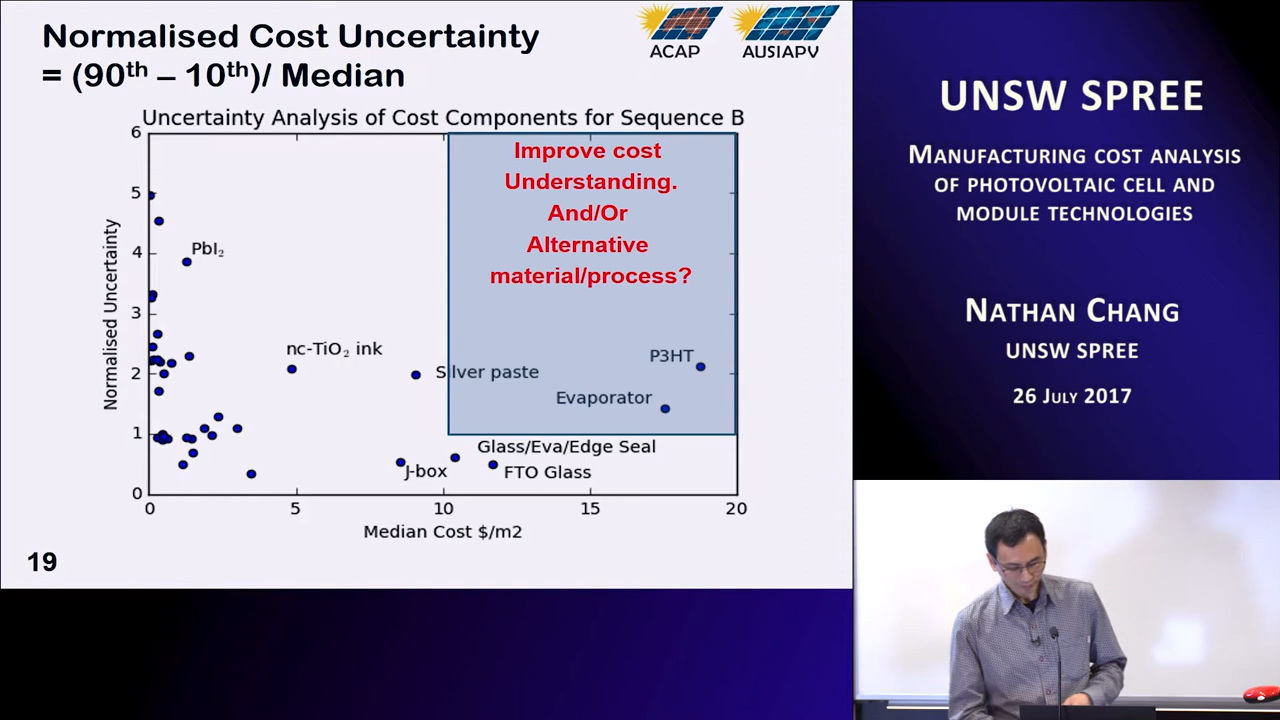 Normalised Cost Uncertainty
= (90th – 10th)/ Median
ACAP
AUSIAPV
Uncertainty Analysis of Cost Components for Sequence B
6
5
4
3
2
1
0
Normalised Uncertainty
Improve cost
Understanding.
And/Or
Alternative
material/process?
PbI₂
nc-TiO₂ ink
Silver paste
P3HT
Evaporator
Glass/Eva/Edge Seal
J-box
FTO Glass
0
5
10
15
20
Median Cost $/m2
19
UNSW SPREE
MANUFACTURING COST ANALYSIS
OF PHOTOVOLTAIC CELL AND
MODULE TECHNOLOGIES
NATHAN CHANG
UNSW SPREE
26 JULY 2017